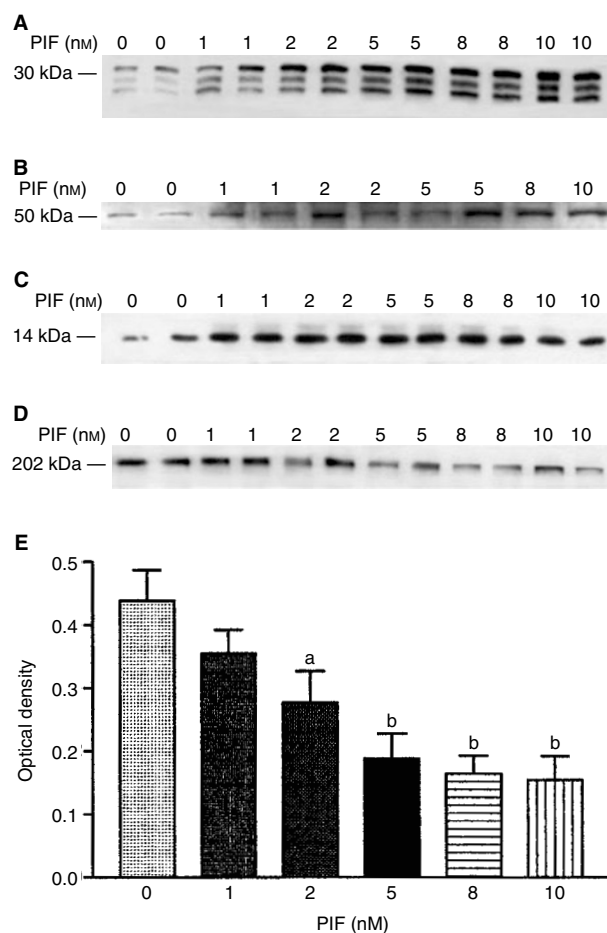 A
PIF (nM) 0 0 1 1 2 2 5 5 8 8 10 10
30 kDa —
B
PIF (nM) 0 0 1 1 2 2 5 5 8 10
50 kDa —
C
PIF (nM) 0 0 1 1 2 2 5 5 8 8 10 10
14 kDa —
D
PIF (nM) 0 0 1 1 2 2 5 5 8 8 10 10
202 kDa —
E
0.5
0.4
0.3
0.2
0.1
0.0
Optical density
a
b b b
0 1 2 5 8 10
PIF (nM)